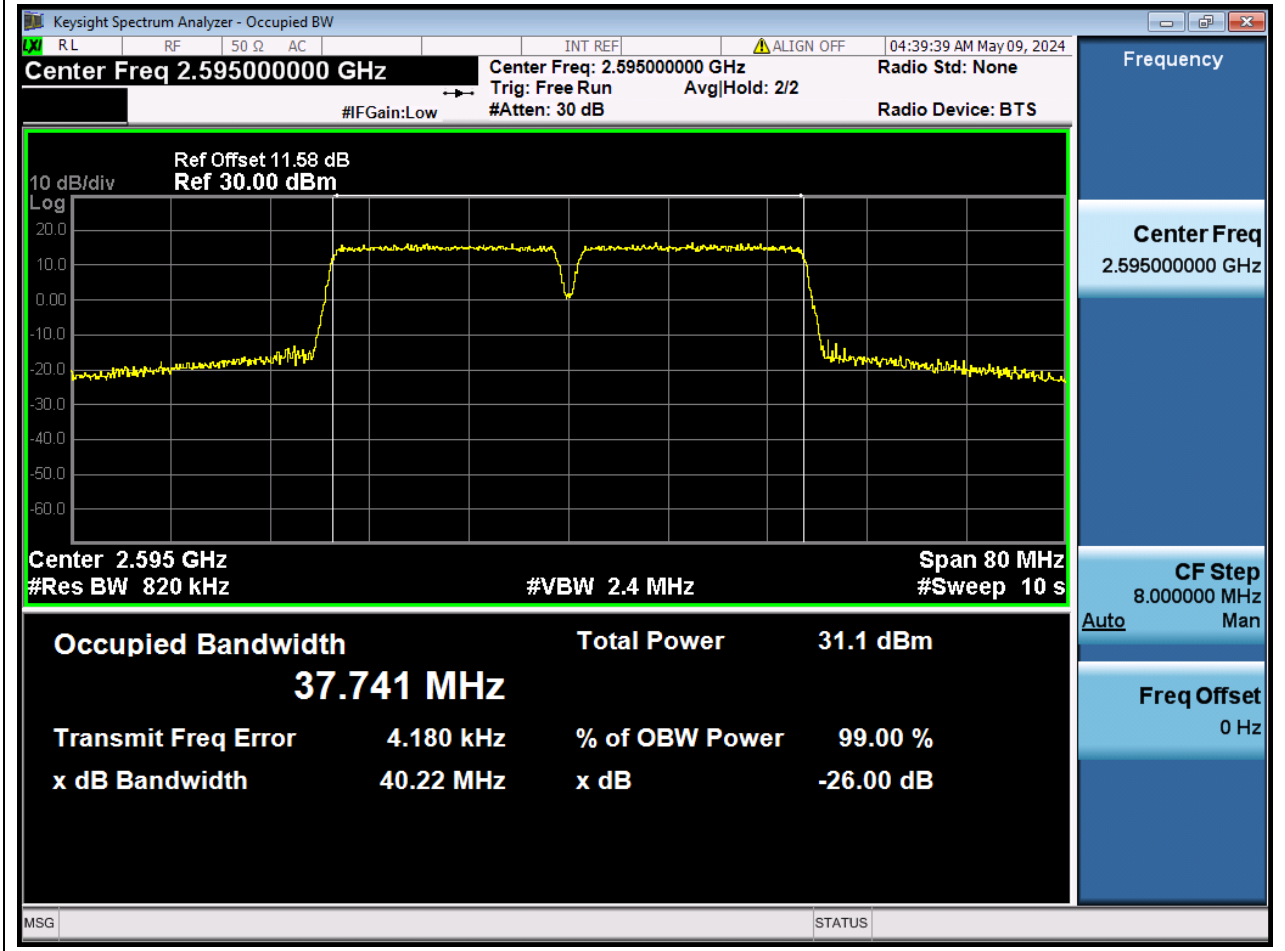 Keysight Spectrum Analyzer - Occupied BW
LXI RL RF 50 Ω AC INT REF ALIGN OFF 04:39:39 AM May 09, 2024
Center Freq 2.595000000 GHz
Center Freq: 2.595000000 GHz Radio Std: None
Trig: Free Run Avg|Hold: 2/2
#IFGain:Low #Atten: 30 dB Radio Device: BTS
Frequency
Ref Offset 11.58 dB
10 dB/div Ref 30.00 dBm
Log
20.0
10.0
0.00
-10.0
-20.0
-30.0
-40.0
-50.0
-60.0
Center 2.595 GHz Span 80 MHz
#Res BW 820 kHz #VBW 2.4 MHz #Sweep 10 s
Occupied Bandwidth Total Power 31.1 dBm
37.741 MHz
Transmit Freq Error 4.180 kHz % of OBW Power 99.00 %
x dB Bandwidth 40.22 MHz x dB -26.00 dB
Center Freq
2.595000000 GHz
CF Step
8.000000 MHz
Auto Man
Freq Offset
0 Hz
MSG STATUS